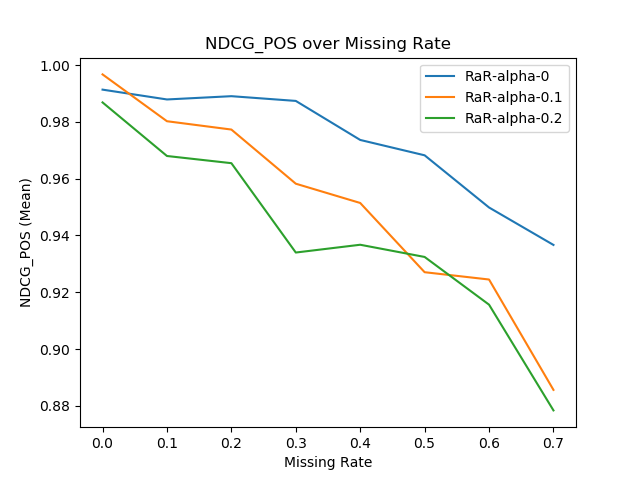 NDCG_POS over Missing Rate
RaR-alpha-0
RaR-alpha-0.1
RaR-alpha-0.2
NDCG_POS (Mean)
1.00
0.98
0.96
0.94
0.92
0.90
0.88
0.0 0.1 0.2 0.3 0.4 0.5 0.6 0.7
Missing Rate